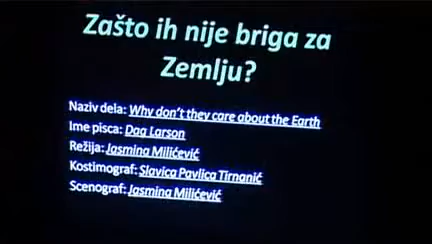 Zašto ih nije briga za
Zemlju?
Naziv dela: Why don't they care about the Earth
Ime pisca: Dag Larson
Režija: Jasmina Milićević
Kostimograf: Slavica Pavlica Tirnanić
Scenograf: Jasmina Milićević